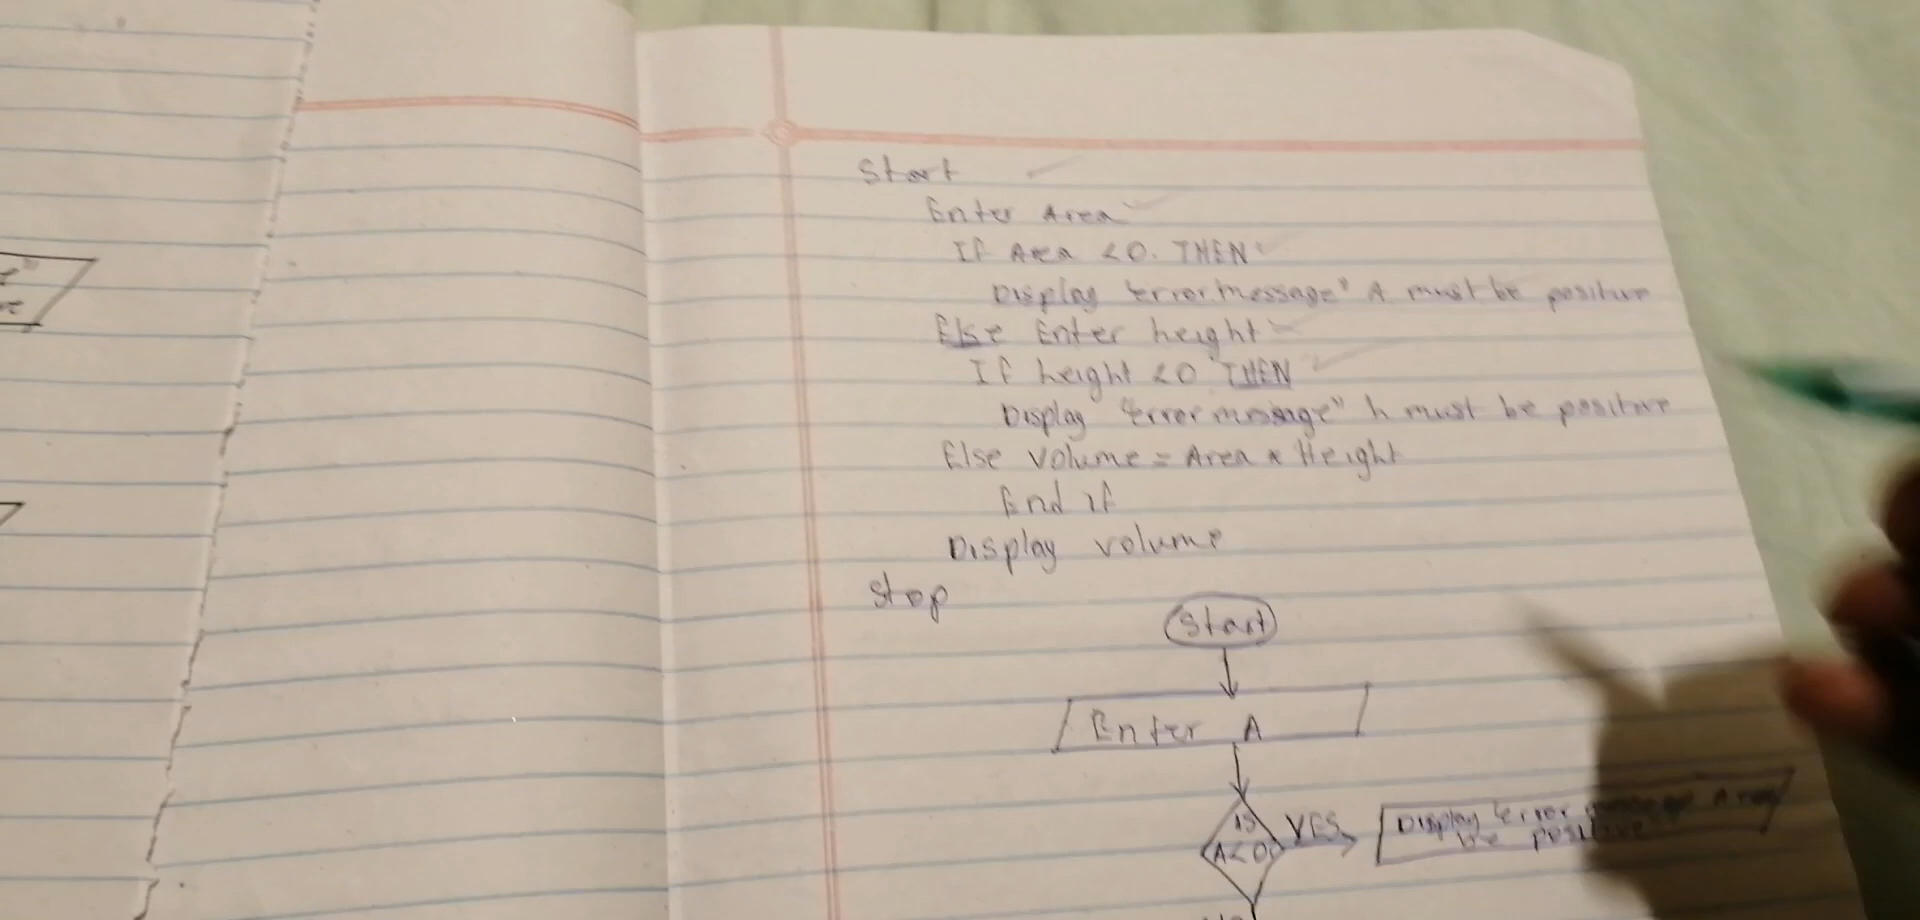 Start
Enter Area
If Area <0. THEN
Display "error message" A must be positive
Else Enter height
If height <0 THEN
Display "error message" h must be positive
Else volume = Area * Height
End if
Display volume
Stop
Start
Enter A
is
A<0
YES
Display "error message Area
be positive